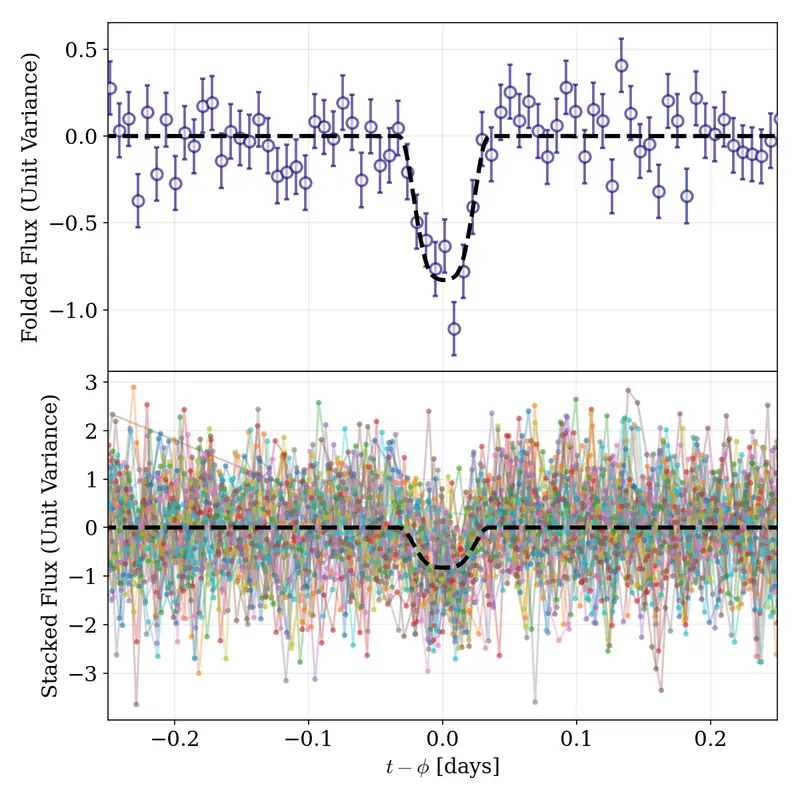 Folded Flux (Unit Variance)
0.5
0.0
−0.5
−1.0
Stacked Flux (Unit Variance)
3
2
1
0
−1
−2
−3
−0.2 −0.1 0.0 0.1 0.2
t − ϕ [days]